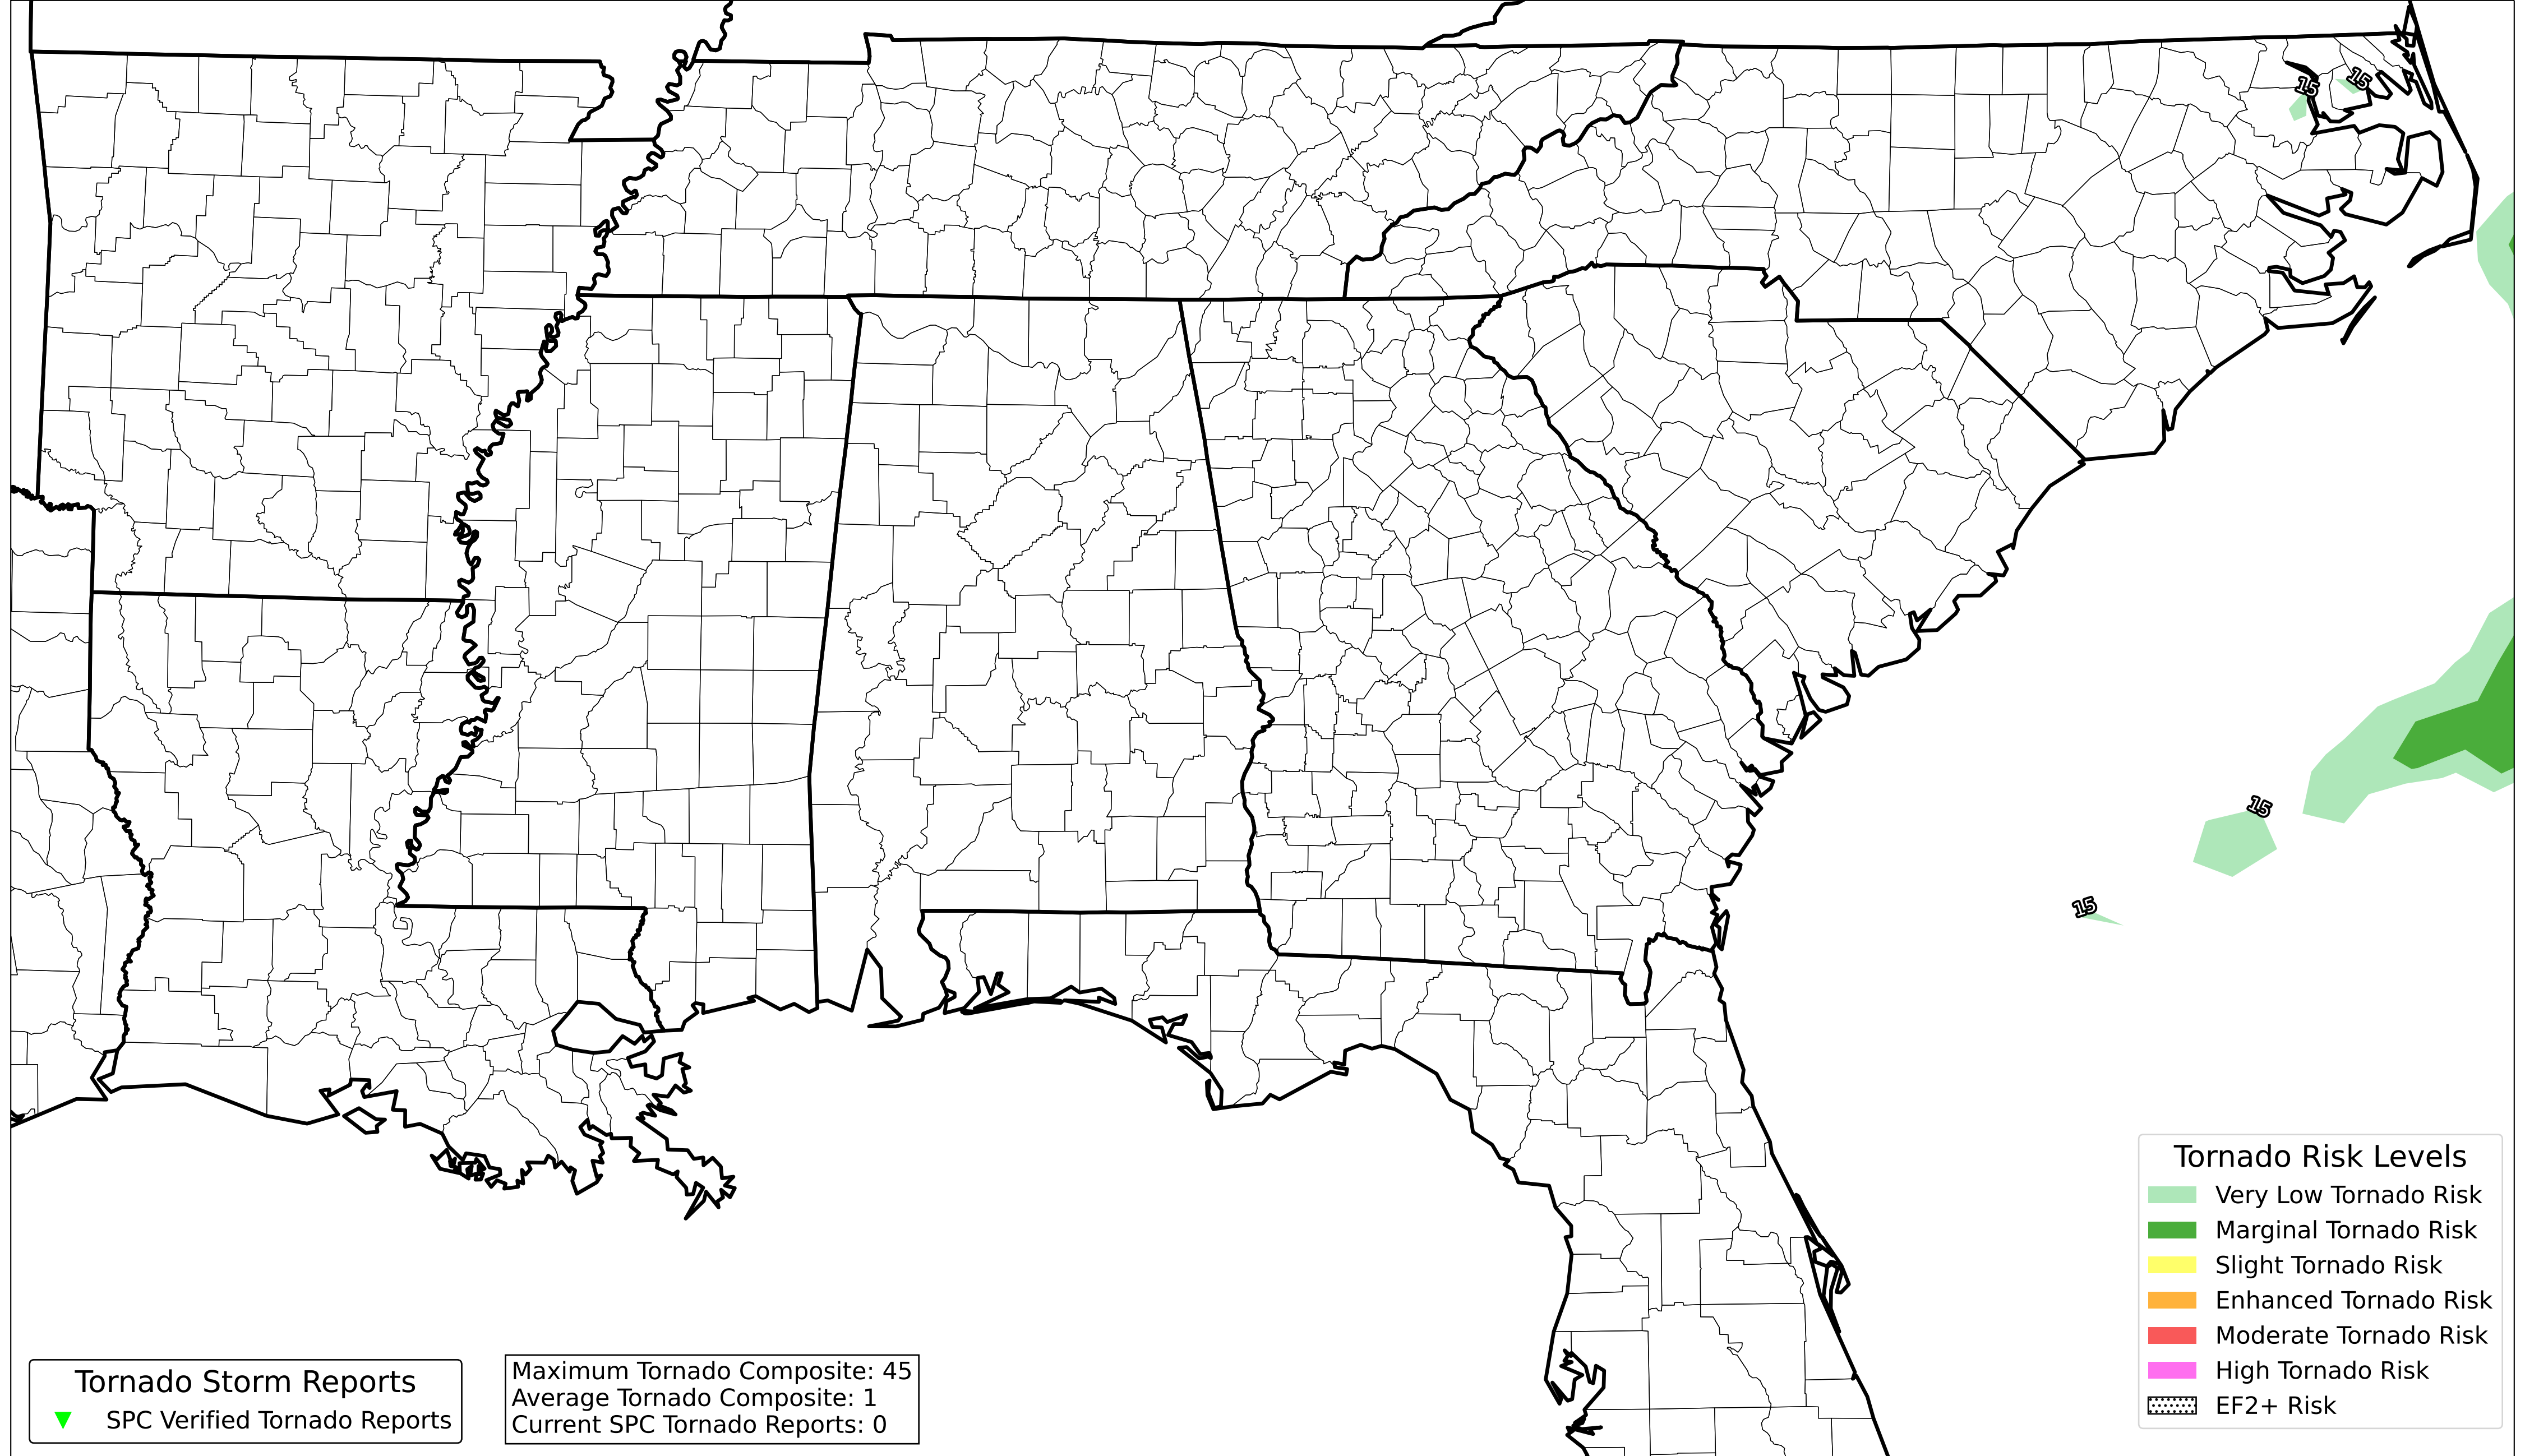 15
15
15
15
Tornado Risk Levels
Very Low Tornado Risk
Marginal Tornado Risk
Slight Tornado Risk
Enhanced Tornado Risk
Moderate Tornado Risk
High Tornado Risk
EF2+ Risk
Tornado Storm Reports
SPC Verified Tornado Reports
Maximum Tornado Composite: 45
Average Tornado Composite: 1
Current SPC Tornado Reports: 0